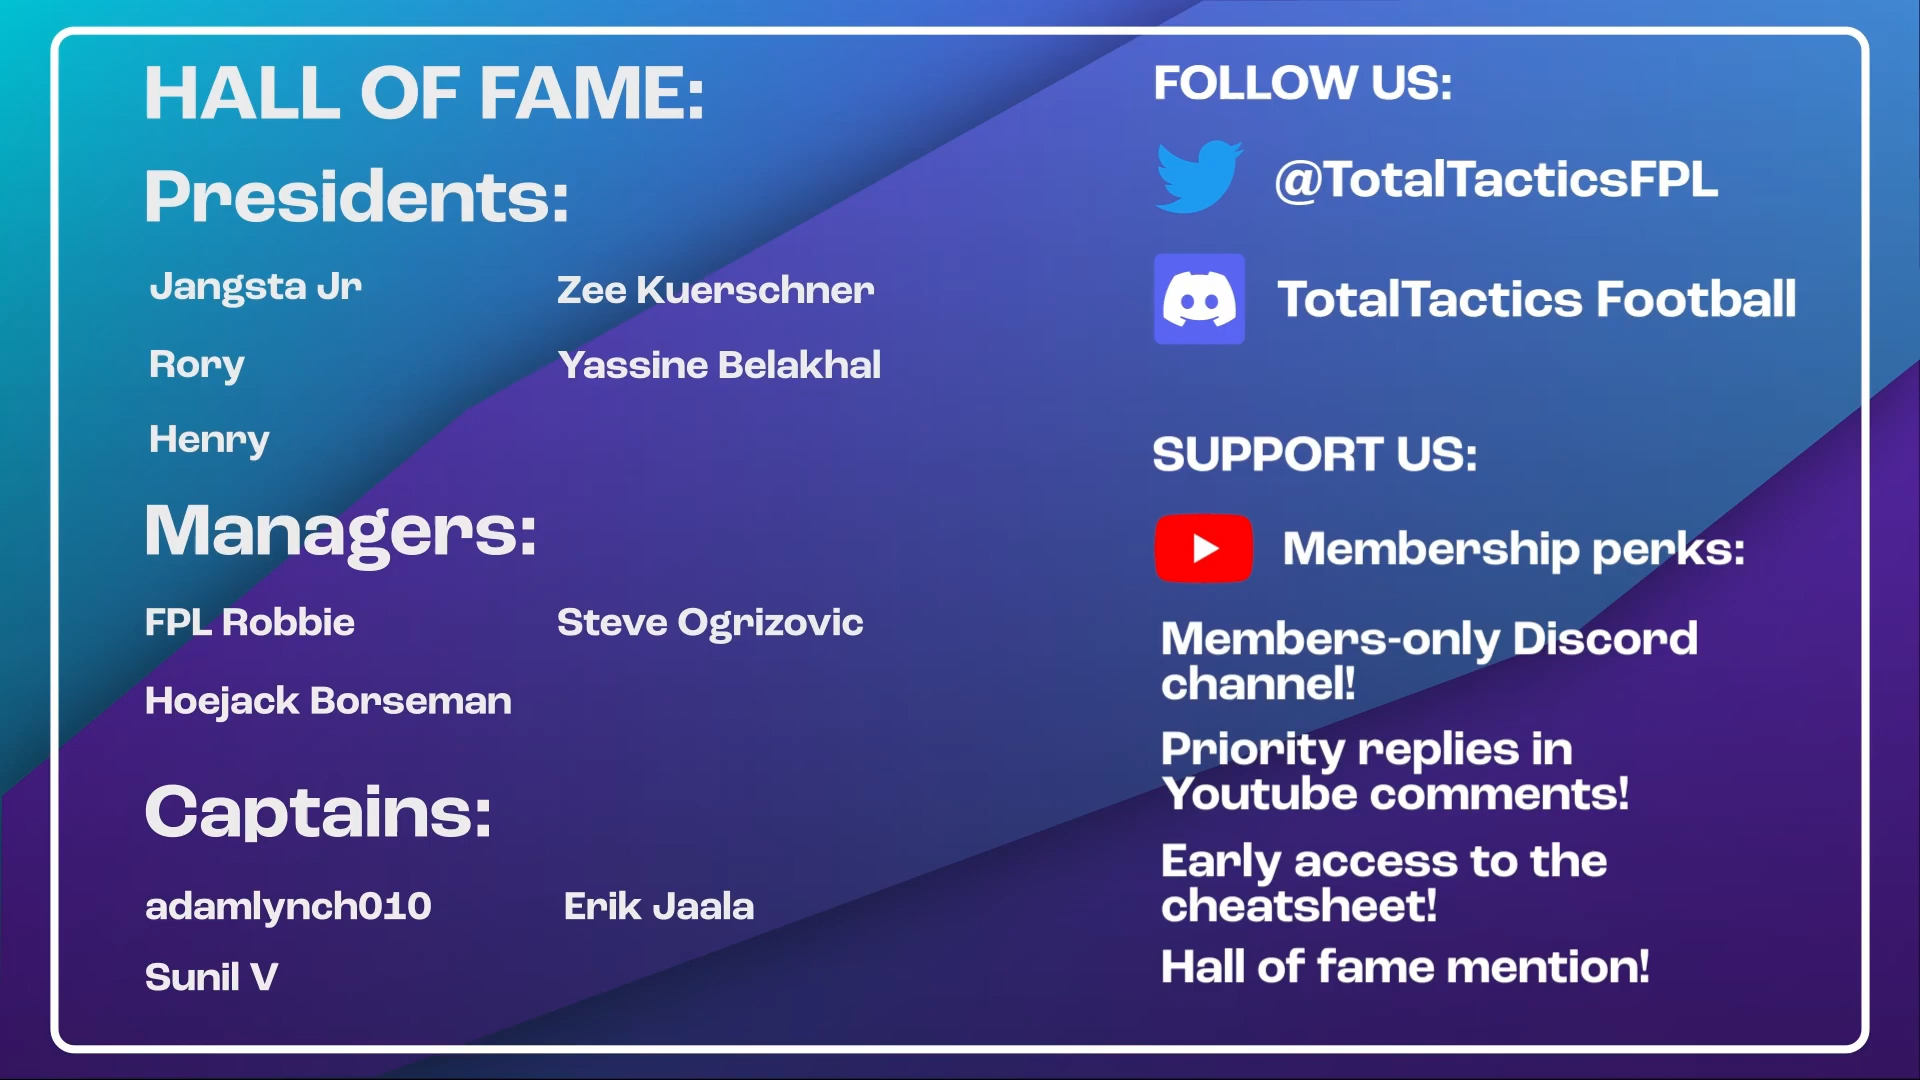 HALL OF FAME:
Presidents:
Jangsta Jr
Zee Kuerschner
Rory
Yassine Belakhal
Henry
Managers:
FPL Robbie
Steve Ogrizovic
Hoejack Borseman
Captains:
adamlynch010
Erik Jaala
Sunil V
FOLLOW US:
@TotalTacticsFPL
TotalTactics Football
SUPPORT US:
Membership perks:
Members-only Discord
channel!
Priority replies in
Youtube comments!
Early access to the
cheatsheet!
Hall of fame mention!